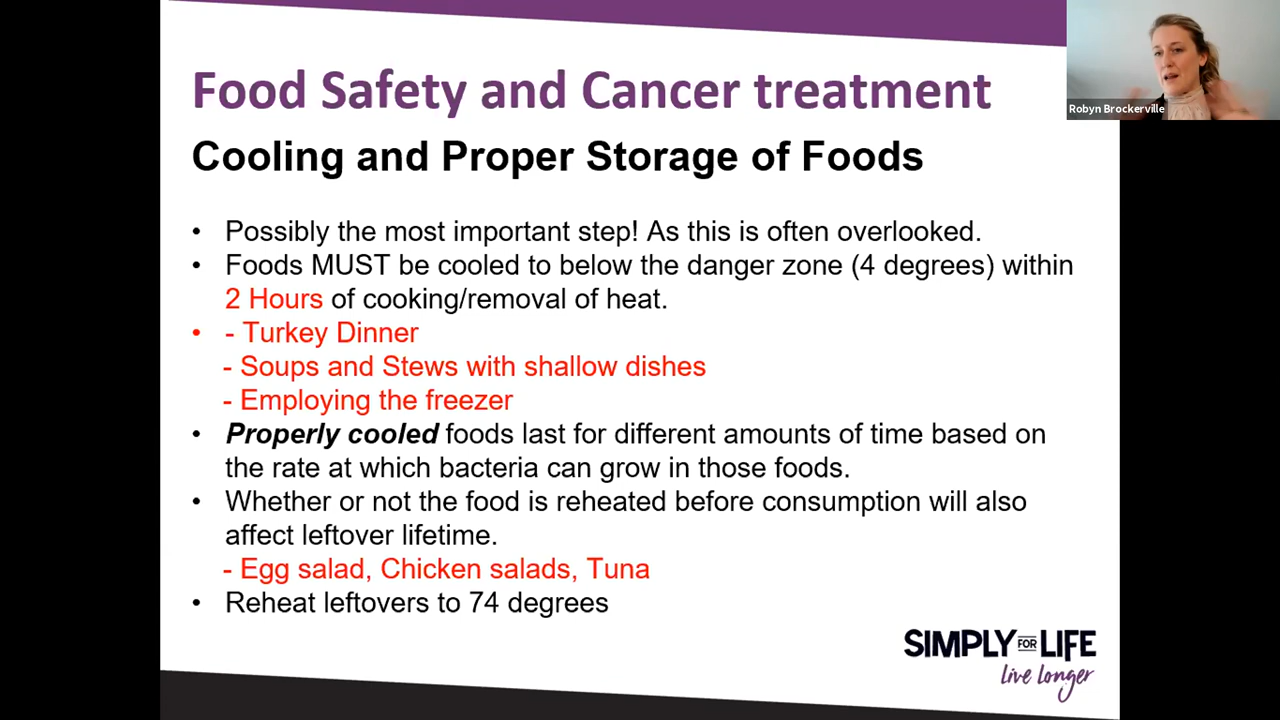 Food Safety and Cancer treatment
Robyn Brockerville
Cooling and Proper Storage of Foods
• Possibly the most important step! As this is often overlooked.
• Foods MUST be cooled to below the danger zone (4 degrees) within
2 Hours of cooking/removal of heat.
• - Turkey Dinner
- Soups and Stews with shallow dishes
- Employing the freezer
• Properly cooled foods last for different amounts of time based on
the rate at which bacteria can grow in those foods.
• Whether or not the food is reheated before consumption will also
affect leftover lifetime.
- Egg salad, Chicken salads, Tuna
• Reheat leftovers to 74 degrees
SIMPLY FOR LIFE
live longer